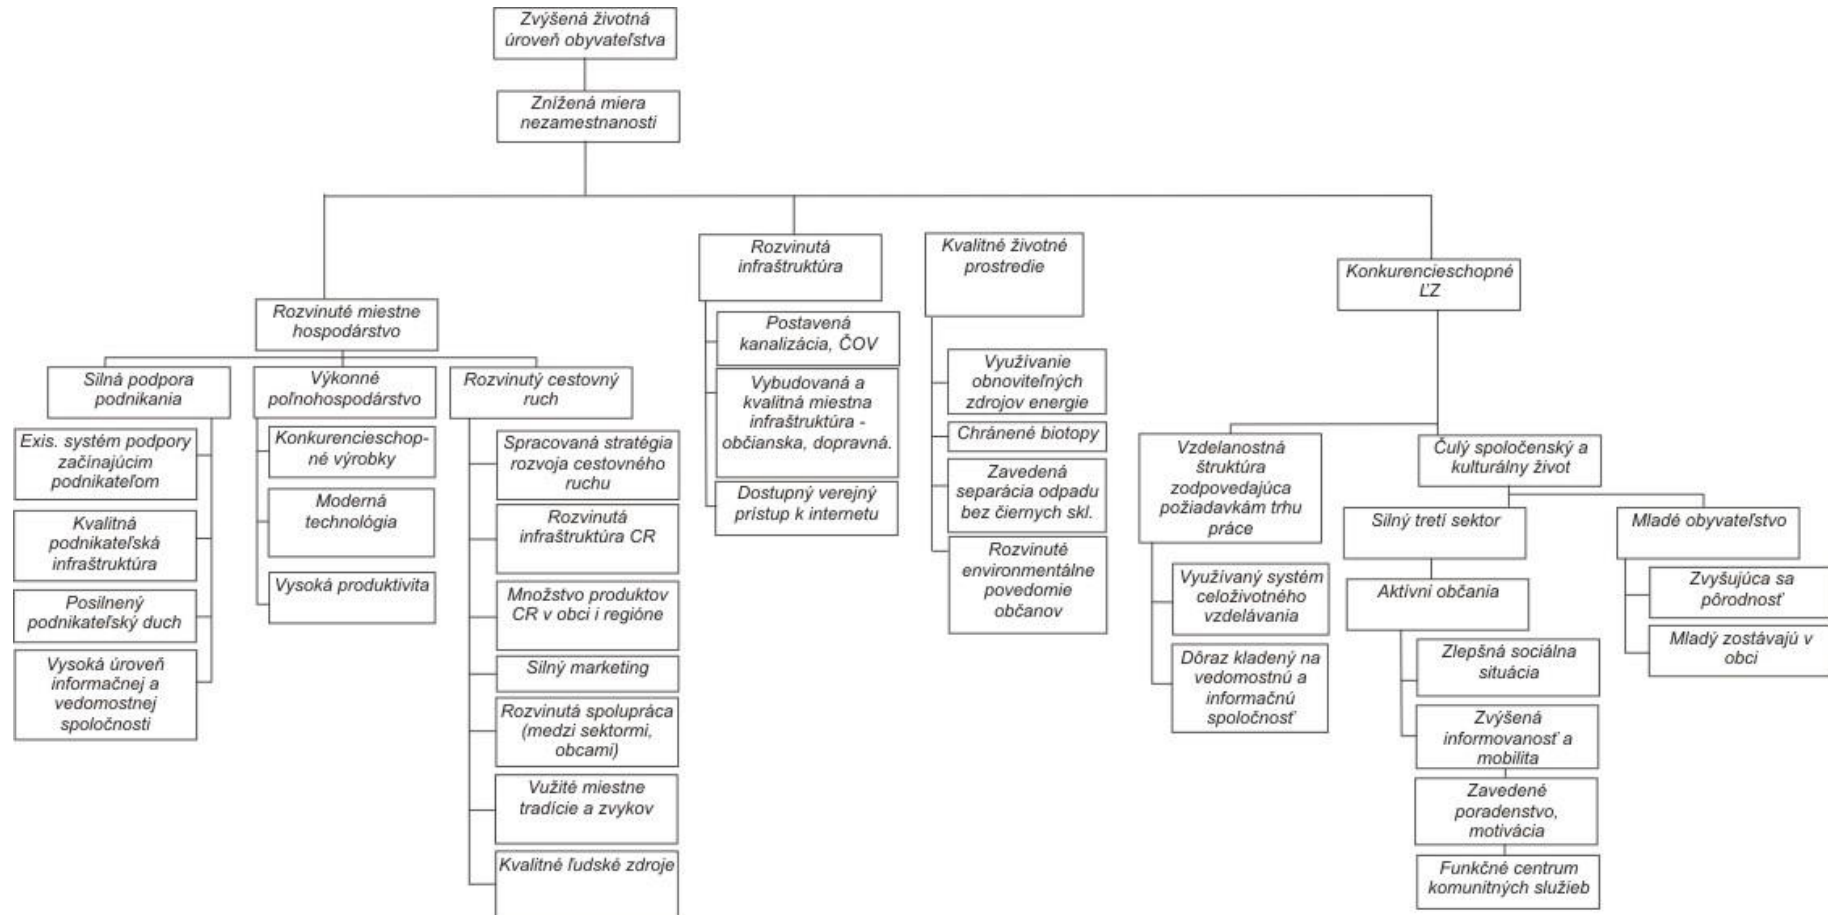 Zvýšená životná
úroveň obyvateľstva
Znížená miera
nezamestnanosti
Rozvinuté miestne
hospodárstvo
Silná podpora
podnikania
Exis. systém podpory
začínajúcim
podnikateľom
Kvalitná
podnikateľská
infraštruktúra
Posilnený
podnikateľský duch
Vysoká úroveň
informačnej a
vedomostnej
spoločnosti
Výkonné
poľnohospodárstvo
Konkurencieschop-
né výrobky
Moderná
technológia
Vysoká produktivita
Rozvinutý cestovný
ruch
Spracovaná stratégia
rozvoja cestovného
ruchu
Rozvinutá
infraštruktúra CR
Množstvo produktov
CR v obci i regióne
Silný marketing
Rozvinutá spolupráca
(medzi sektormi,
obcami)
Vužité miestne
tradície a zvykov
Kvalitné ľudské zdroje
Rozvinutá
infraštruktúra
Postavená
kanalizácia, ČOV
Vybudovaná a
kvalitná miestna
infraštruktúra -
občianska, dopravná.
Dostupný verejný
prístup k internetu
Kvalitné životné
prostredie
Využívanie
obnoviteľných
zdrojov energie
Chránené biotopy
Zavedená
separácia odpadu
bez čiernych skl.
Rozvinuté
environmentálne
povedomie
občanov
Konkurencieschopné
ĽZ
Vzdelanostná
štruktúra
zodpovedajúca
požiadavkám trhu
práce
Využívaný systém
celoživotného
vzdelávania
Dôraz kladený na
vedomostnú a
informačnú
spoločnosť
Čulý spoločenský a
kultúrálny život
Silný tretí sektor
Aktívni občania
Zlepšná sociálna
situácia
Zvýšená
informovanosť a
mobilita
Zavedené
poradenstvo,
motivácia
Funkčné centrum
komunitných služieb
Mladé obyvateľstvo
Zvyšujúca sa
pôrodnosť
Mladý zostávajú v
obci